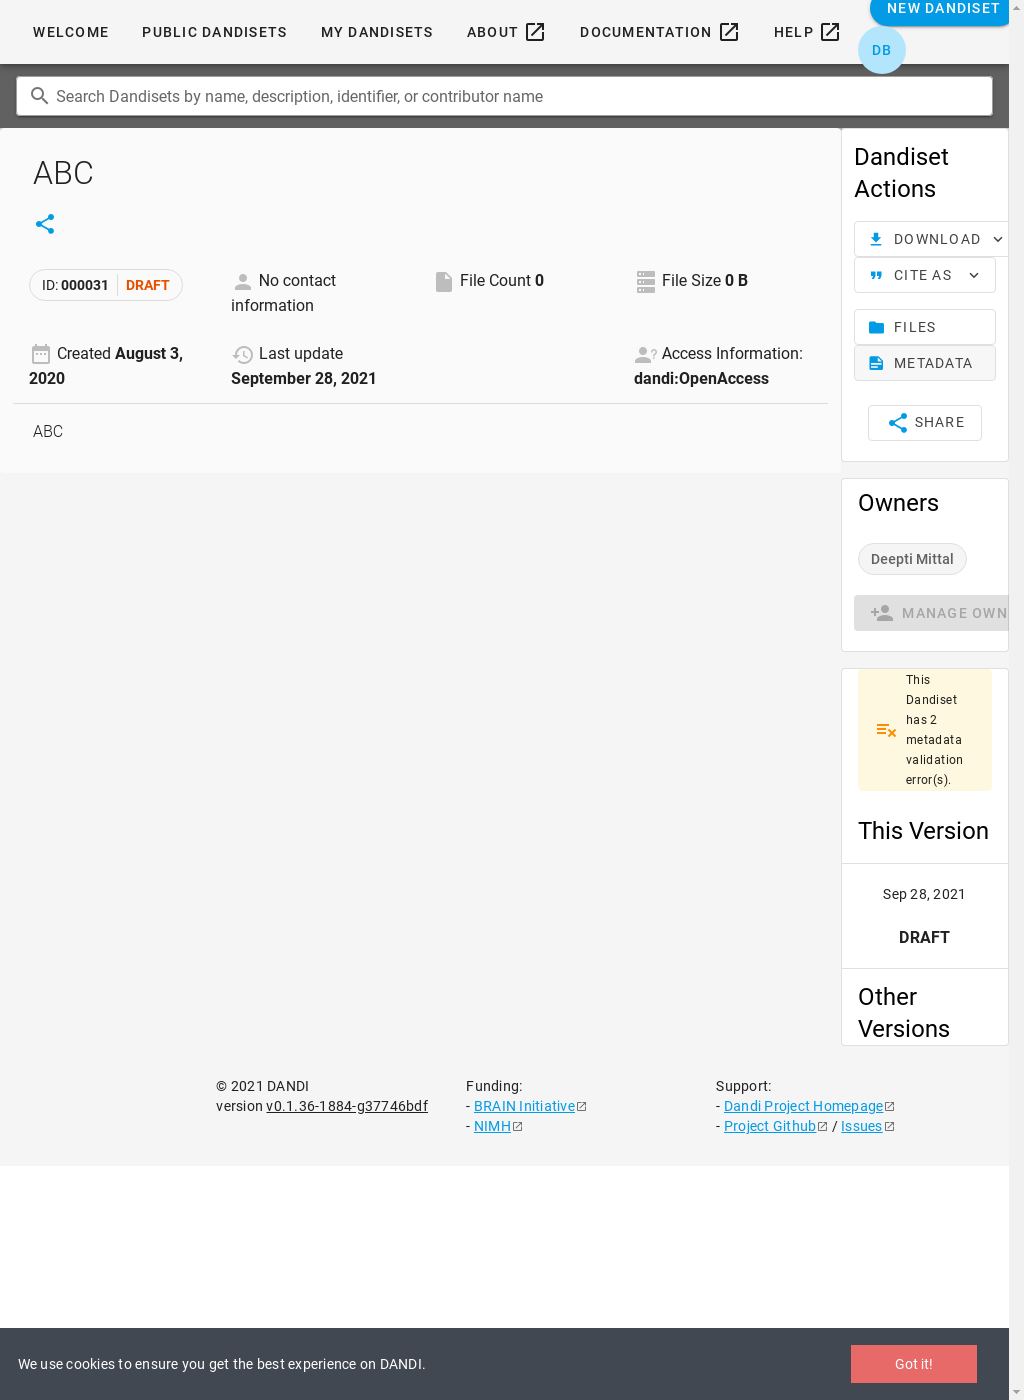 WELCOME
PUBLIC DANDISETS
MY DANDISETS
ABOUT
DOCUMENTATION
HELP
NEW DANDISET
DB
Search Dandisets by name, description, identifier, or contributor name
ABC
ID: 000031 DRAFT
No contact
information
File Count 0
File Size 0 B
Created August 3,
2020
Last update
September 28, 2021
Access Information:
dandi:OpenAccess
ABC
Dandiset
Actions
DOWNLOAD
CITE AS
FILES
METADATA
SHARE
Owners
Deepti Mittal
MANAGE OWN
This
Dandiset
has 2
metadata
validation
error(s).
This Version
Sep 28, 2021
DRAFT
Other
Versions
© 2021 DANDI
version v0.1.36-1884-g37746bdf
Funding:
- BRAIN Initiative
- NIMH
Support:
- Dandi Project Homepage
- Project Github / Issues
We use cookies to ensure you get the best experience on DANDI.
Got it!